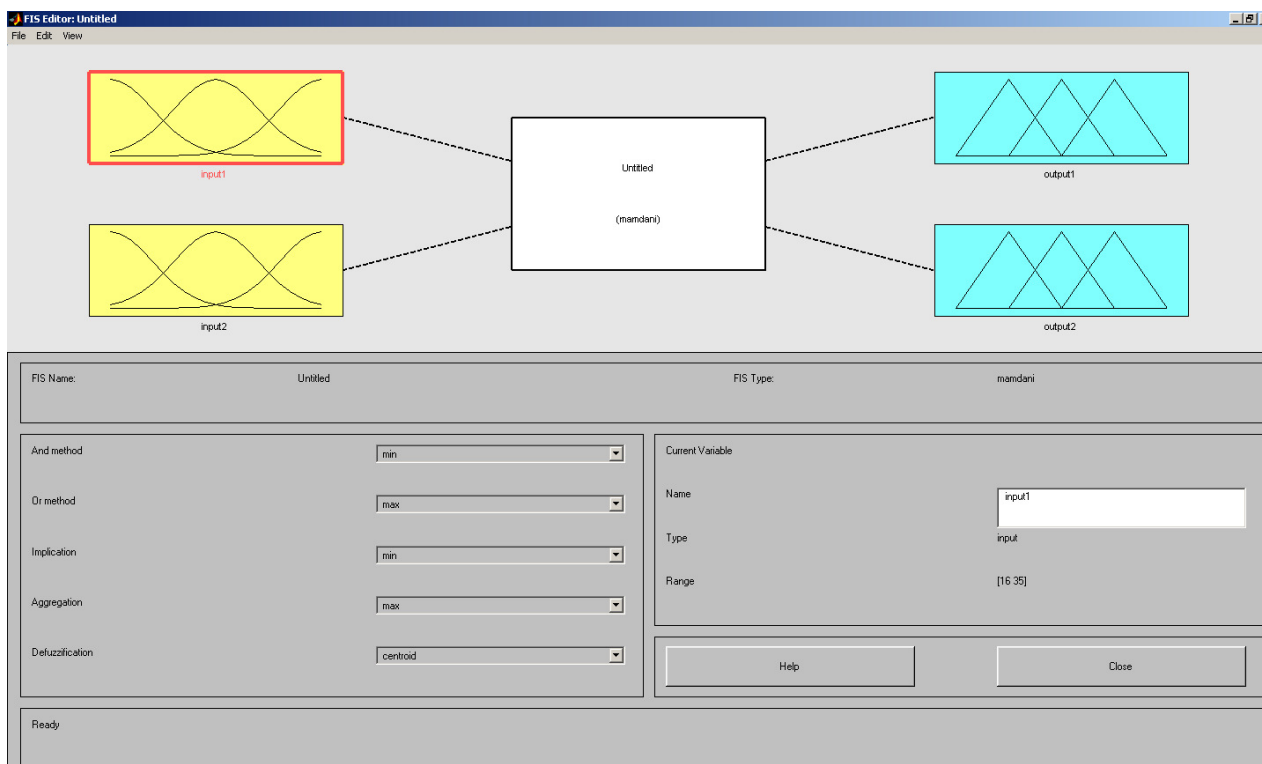 FIS Editor: Untitled
File Edit View
input1
input2
Untitled
(mamdani)
output1
output2
FIS Name: Untitled FIS Type: mamdani
And method min
Or method max
Implication min
Aggregation max
Defuzzification centroid
Current Variable
Name input1
Type input
Range [16 35]
Help Close
Ready